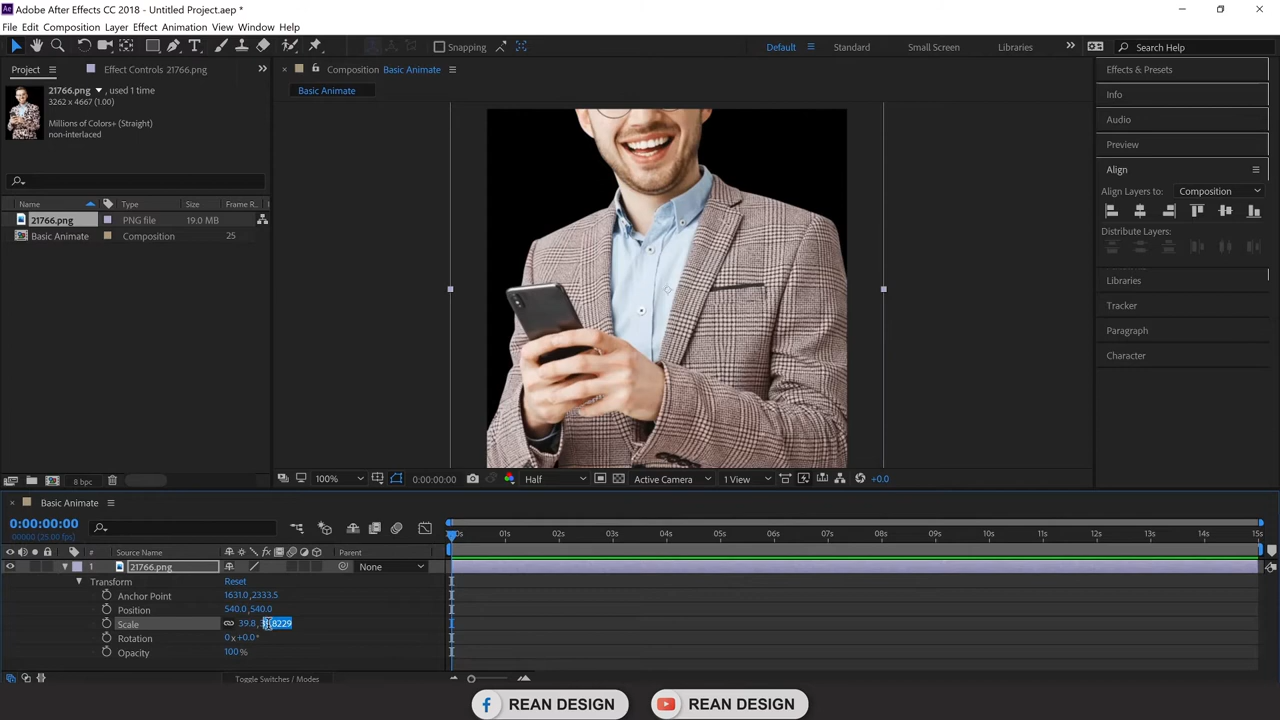 Adobe After Effects CC 2018 - Untitled Project.aep *
File Edit Composition Layer Effect Animation View Window Help
Snapping
Default
Standard
Small Screen
Libraries
Search Help
Project
Effect Controls 21766.png
Composition Basic Animate
Effects & Presets
21766.png, used 1 time
3262 x 4667 (1.00)
Millions of Colors+ (Straight)
non-interlaced
Basic Animate
Info
Audio
Preview
Align
Align Layers to: Composition
Distribute Layers:
Name Type Size Frame R..
21766.png PNG file 19.0 MB
Basic Animate Composition 25
Libraries
Tracker
Paragraph
Character
8 bpc
100%
0:00:00:00
Half
Active Camera
1 View
+0.0
Basic Animate
0:00:00:00
00000 (25.00 fps)
00s 01s 02s 03s 04s 05s 06s 07s 08s 09s 10s 11s 12s 13s 14s 15s
# Source Name Parent
1 21766.png None
Transform Reset
Anchor Point 1631.0,2333.5
Position 540.0,540.0
Scale 39.8,
Rotation 0 x +0.0°
Opacity 100 %
Toggle Switches / Modes
REAN DESIGN
REAN DESIGN